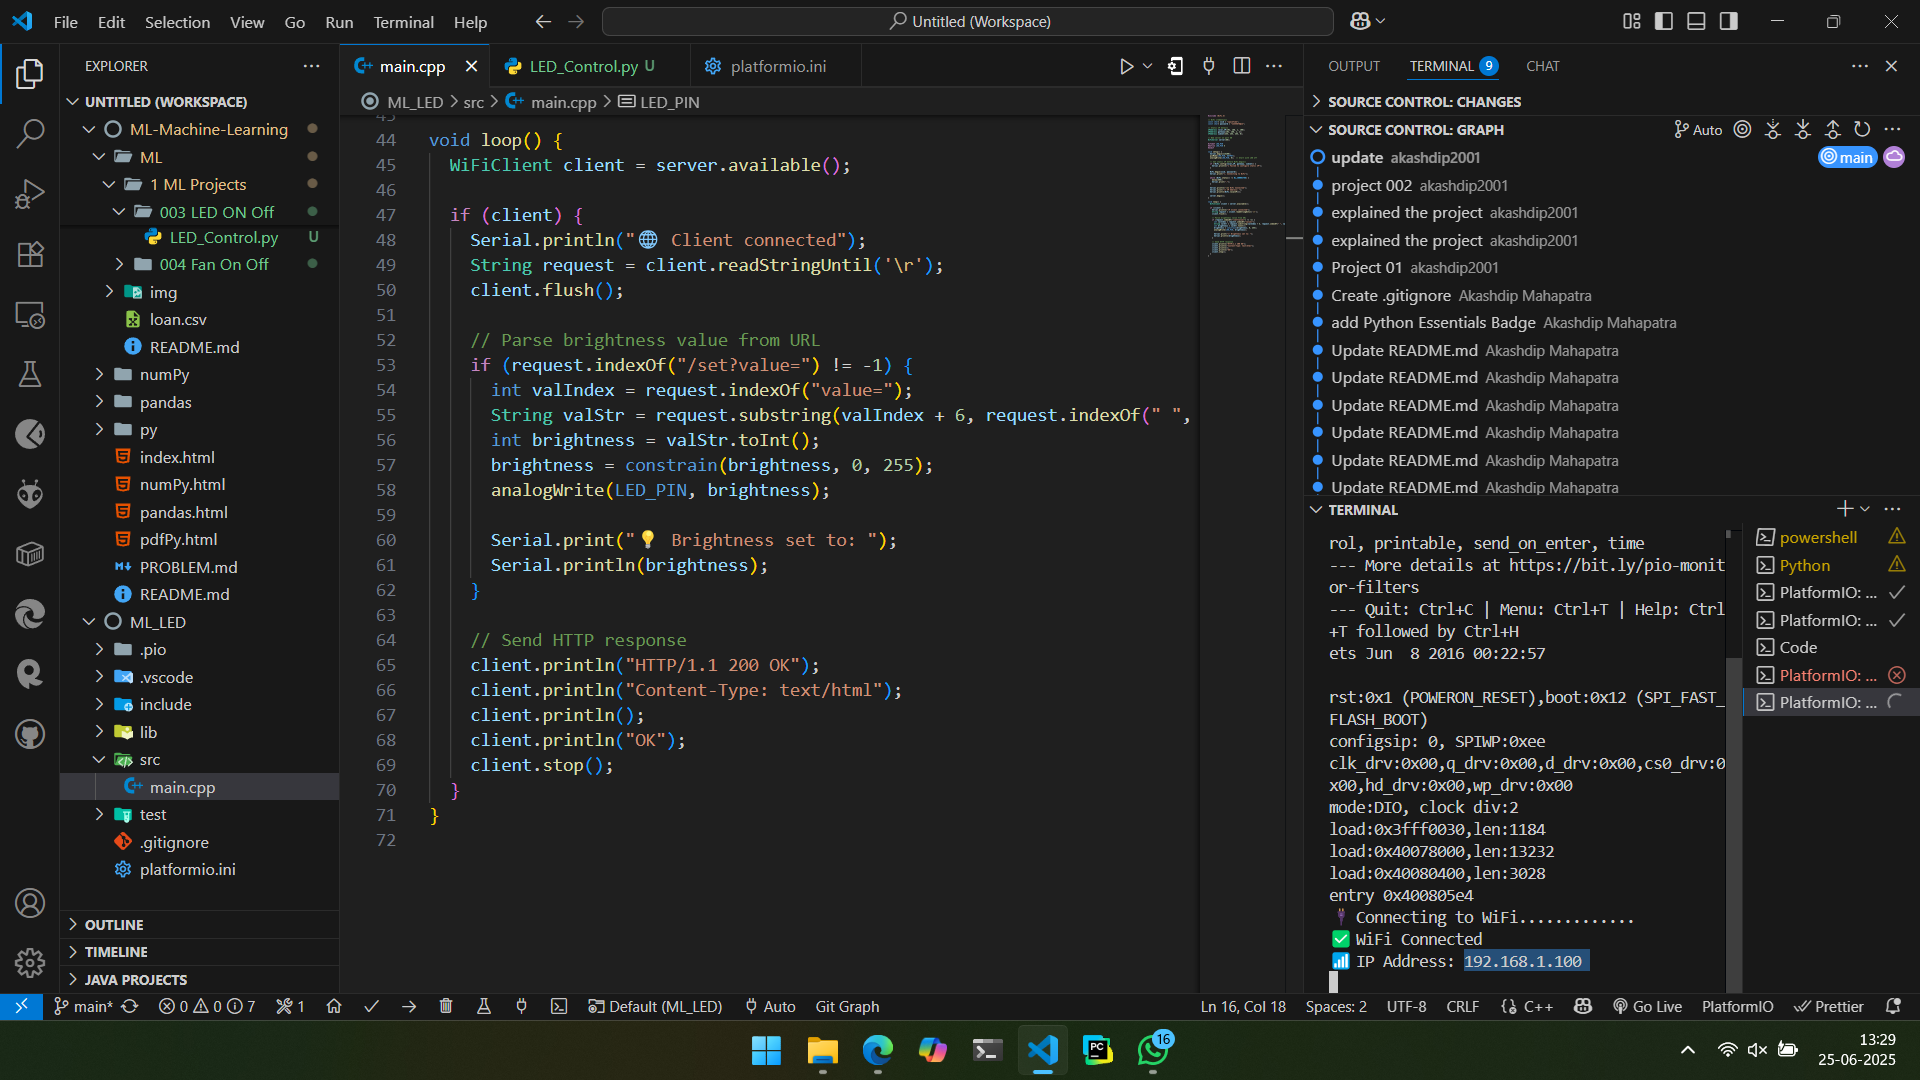 File Edit Selection View Go Run Terminal Help
Untitled (Workspace)
EXPLORER
UNTITLED (WORKSPACE)
ML-Machine-Learning
ML
1 ML Projects
003 LED ON Off
LED_Control.py U
004 Fan On Off
img
loan.csv
README.md
numPy
pandas
py
index.html
numPy.html
pandas.html
pdfPy.html
PROBLEM.md
README.md
ML_LED
.pio
.vscode
include
lib
src
main.cpp
test
.gitignore
platformio.ini
OUTLINE
TIMELINE
JAVA PROJECTS
main.cpp
LED_Control.py U
platformio.ini
ML_LED > src > main.cpp > LED_PIN
43
44 void loop() {
45 WiFiClient client = server.available();
46
47 if (client) {
48 Serial.println("🌐 Client connected");
49 String request = client.readStringUntil('\r');
50 client.flush();
51
52 // Parse brightness value from URL
53 if (request.indexOf("/set?value=") != -1) {
54 int valIndex = request.indexOf("value=");
55 String valStr = request.substring(valIndex + 6, request.indexOf(" ",
56 int brightness = valStr.toInt();
57 brightness = constrain(brightness, 0, 255);
58 analogWrite(LED_PIN, brightness);
59
60 Serial.print("💡 Brightness set to: ");
61 Serial.println(brightness);
62 }
63
64 // Send HTTP response
65 client.println("HTTP/1.1 200 OK");
66 client.println("Content-Type: text/html");
67 client.println();
68 client.println("OK");
69 client.stop();
70 }
71 }
72
OUTPUT TERMINAL 9 CHAT
SOURCE CONTROL: CHANGES
SOURCE CONTROL: GRAPH Auto
update akashdip2001 main
project 002 akashdip2001
explained the project akashdip2001
explained the project akashdip2001
Project 01 akashdip2001
Create .gitignore Akashdip Mahapatra
add Python Essentials Badge Akashdip Mahapatra
Update README.md Akashdip Mahapatra
Update README.md Akashdip Mahapatra
Update README.md Akashdip Mahapatra
Update README.md Akashdip Mahapatra
Update README.md Akashdip Mahapatra
Update README.md Akashdip Mahapatra
TERMINAL
rol, printable, send_on_enter, time
--- More details at https://bit.ly/pio-monit
or-filters
--- Quit: Ctrl+C | Menu: Ctrl+T | Help: Ctrl
+T followed by Ctrl+H
ets Jun  8 2016 00:22:57
rst:0x1 (POWERON_RESET),boot:0x12 (SPI_FAST_
FLASH_BOOT)
configsip: 0, SPIWP:0xee
clk_drv:0x00,q_drv:0x00,d_drv:0x00,cs0_drv:0
x00,hd_drv:0x00,wp_drv:0x00
mode:DIO, clock div:2
load:0x3fff0030,len:1184
load:0x40078000,len:13232
load:0x40080400,len:3028
entry 0x400805e4
🔌 Connecting to WiFi.............
✅ WiFi Connected
📶 IP Address: 192.168.1.100
powershell
Python
PlatformIO: ...
PlatformIO: ...
Code
PlatformIO: ...
PlatformIO: ...
main* 0 0 7 1 Default (ML_LED) Auto Git Graph
Ln 16, Col 18 Spaces: 2 UTF-8 CRLF {} C++ Go Live PlatformIO Prettier
PC
16
13:29
25-06-2025